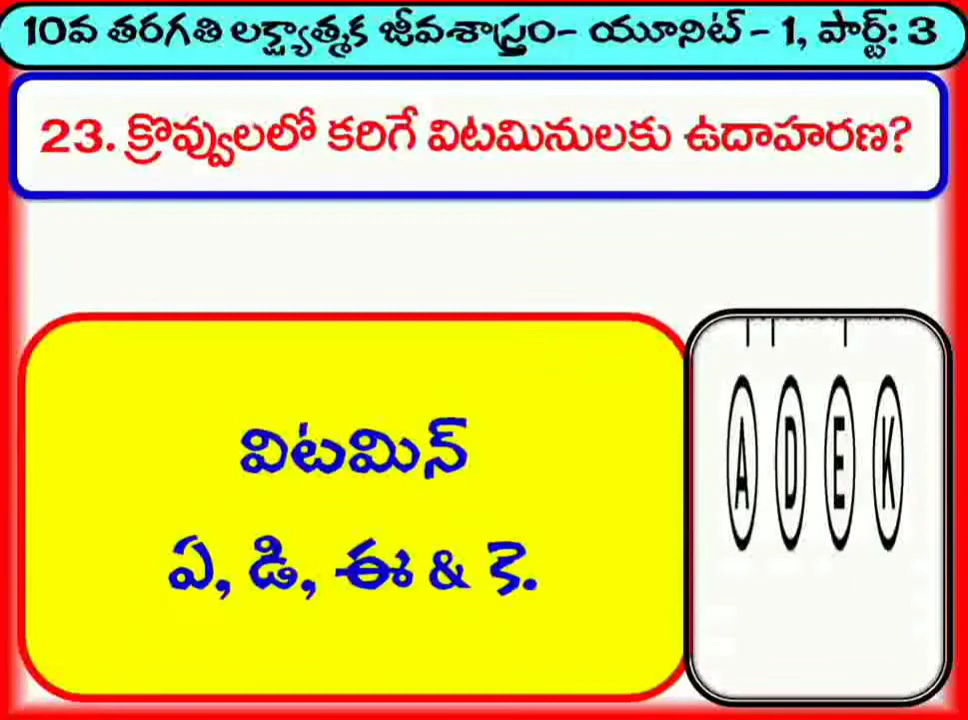 10వ తరగతి లక్ష్యాత్మక జీవశాస్త్రం- యూనిట్ - 1, పార్ట్: 3
23. క్రొవ్వులలో కరిగే విటమినులకు ఉదాహరణ?
విటమిన్
ఏ, డి, ఈ & కె.
A D E K